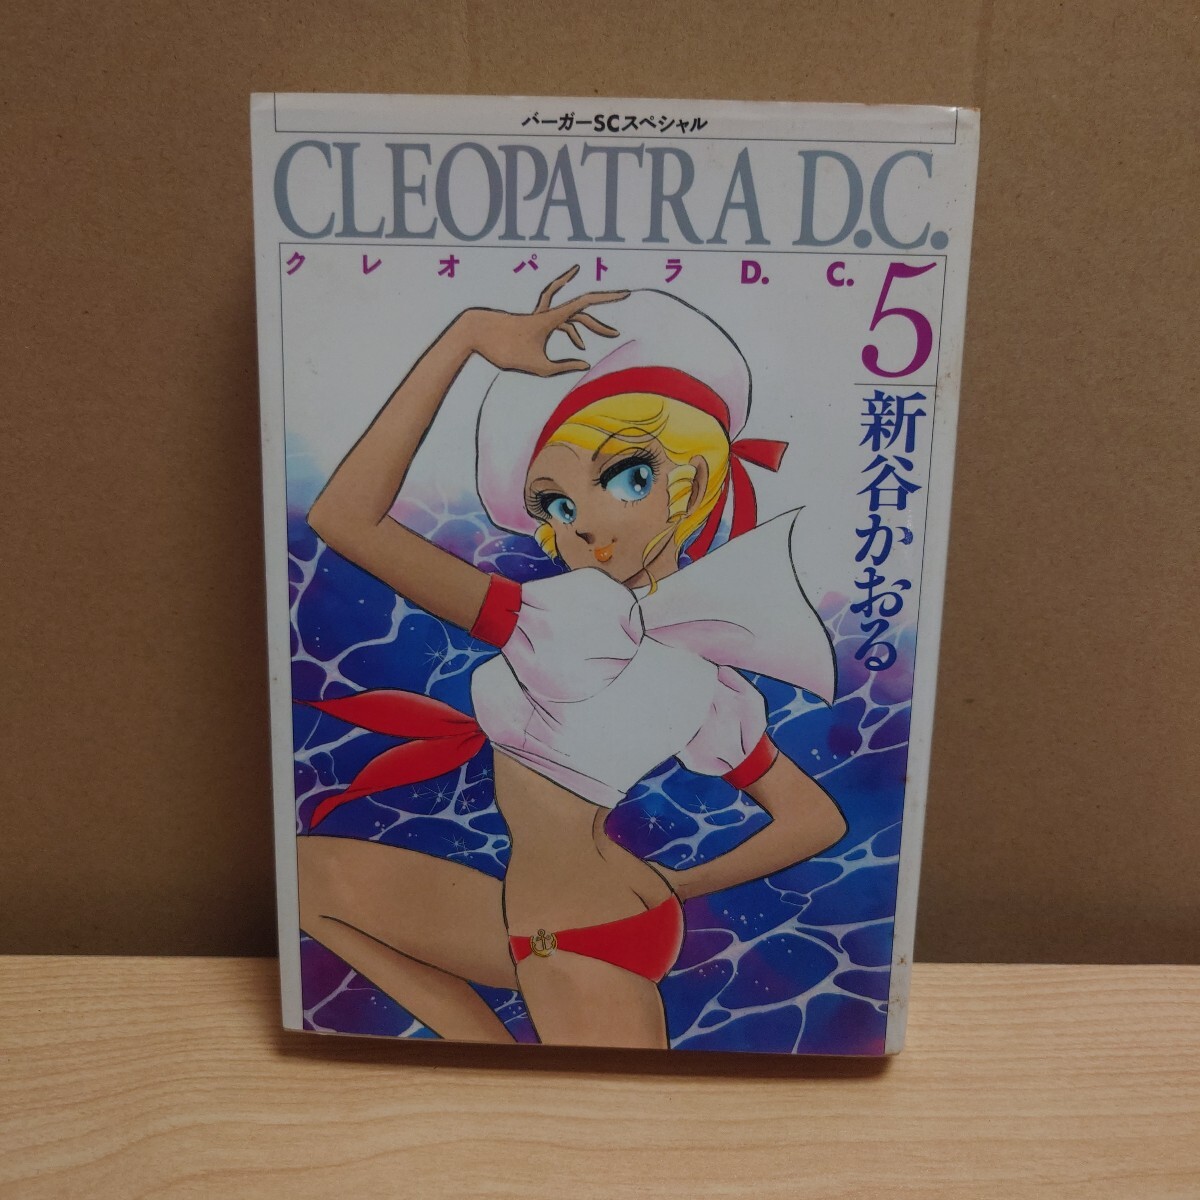 バーガーSCスペシャル
CLEOPATRA D.C.
クレオパトラ D. C.
5
新谷かおる